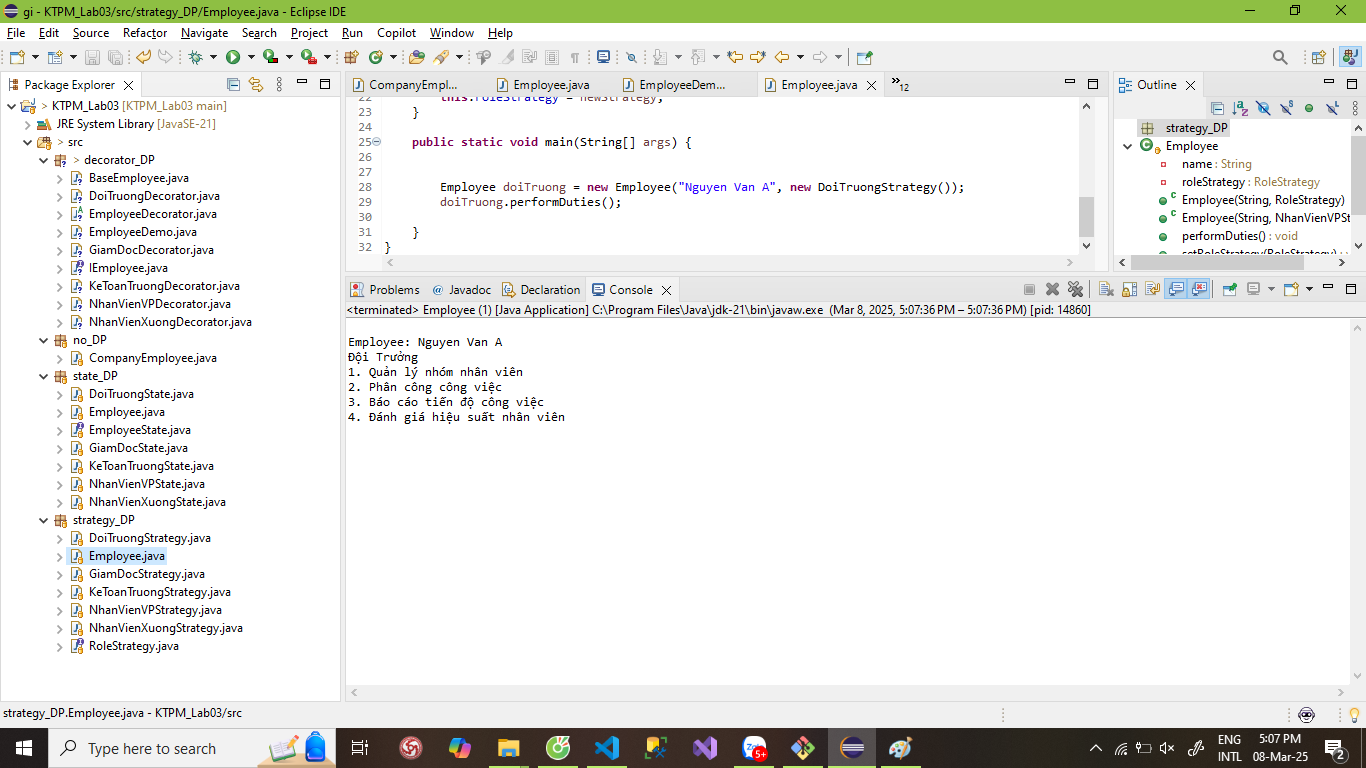 gi - KTPM_Lab03/src/strategy_DP/Employee.java - Eclipse IDE
File Edit Source Refactor Navigate Search Project Run Copilot Window Help
Package Explorer
KTPM_Lab03 [KTPM_Lab03 main]
JRE System Library [JavaSE-21]
> src
> decorator_DP
BaseEmployee.java
DoiTruongDecorator.java
EmployeeDecorator.java
EmployeeDemo.java
GiamDocDecorator.java
IEmployee.java
KeToanTruongDecorator.java
NhanVienVPDecorator.java
NhanVienXuongDecorator.java
no_DP
CompanyEmployee.java
state_DP
DoiTruongState.java
Employee.java
EmployeeState.java
GiamDocState.java
KeToanTruongState.java
NhanVienVPState.java
NhanVienXuongState.java
strategy_DP
DoiTruongStrategy.java
Employee.java
GiamDocStrategy.java
KeToanTruongStrategy.java
NhanVienVPStrategy.java
NhanVienXuongStrategy.java
RoleStrategy.java
CompanyEmpl... Employee.java EmployeeDem... Employee.java »12
22 this.roleStrategy = newStrategy;
23 }
24
25 public static void main(String[] args) {
26
27
28 Employee doiTruong = new Employee("Nguyen Van A", new DoiTruongStrategy());
29 doiTruong.performDuties();
30
31 }
32 }
Outline
strategy_DP
Employee
name : String
roleStrategy : RoleStrategy
Employee(String, RoleStrategy)
Employee(String, NhanVienVPSt
performDuties() : void
setRoleStrategy(RoleStrategy) :
Problems @ Javadoc Declaration Console
<terminated> Employee (1) [Java Application] C:\Program Files\Java\jdk-21\bin\javaw.exe (Mar 8, 2025, 5:07:36 PM – 5:07:36 PM) [pid: 14860]
Employee: Nguyen Van A
Đội Trưởng
1. Quản lý nhóm nhân viên
2. Phân công công việc
3. Báo cáo tiến độ công việc
4. Đánh giá hiệu suất nhân viên
strategy_DP.Employee.java - KTPM_Lab03/src
Type here to search
Zalo
5+
ENG
INTL
5:07 PM
08-Mar-25
2